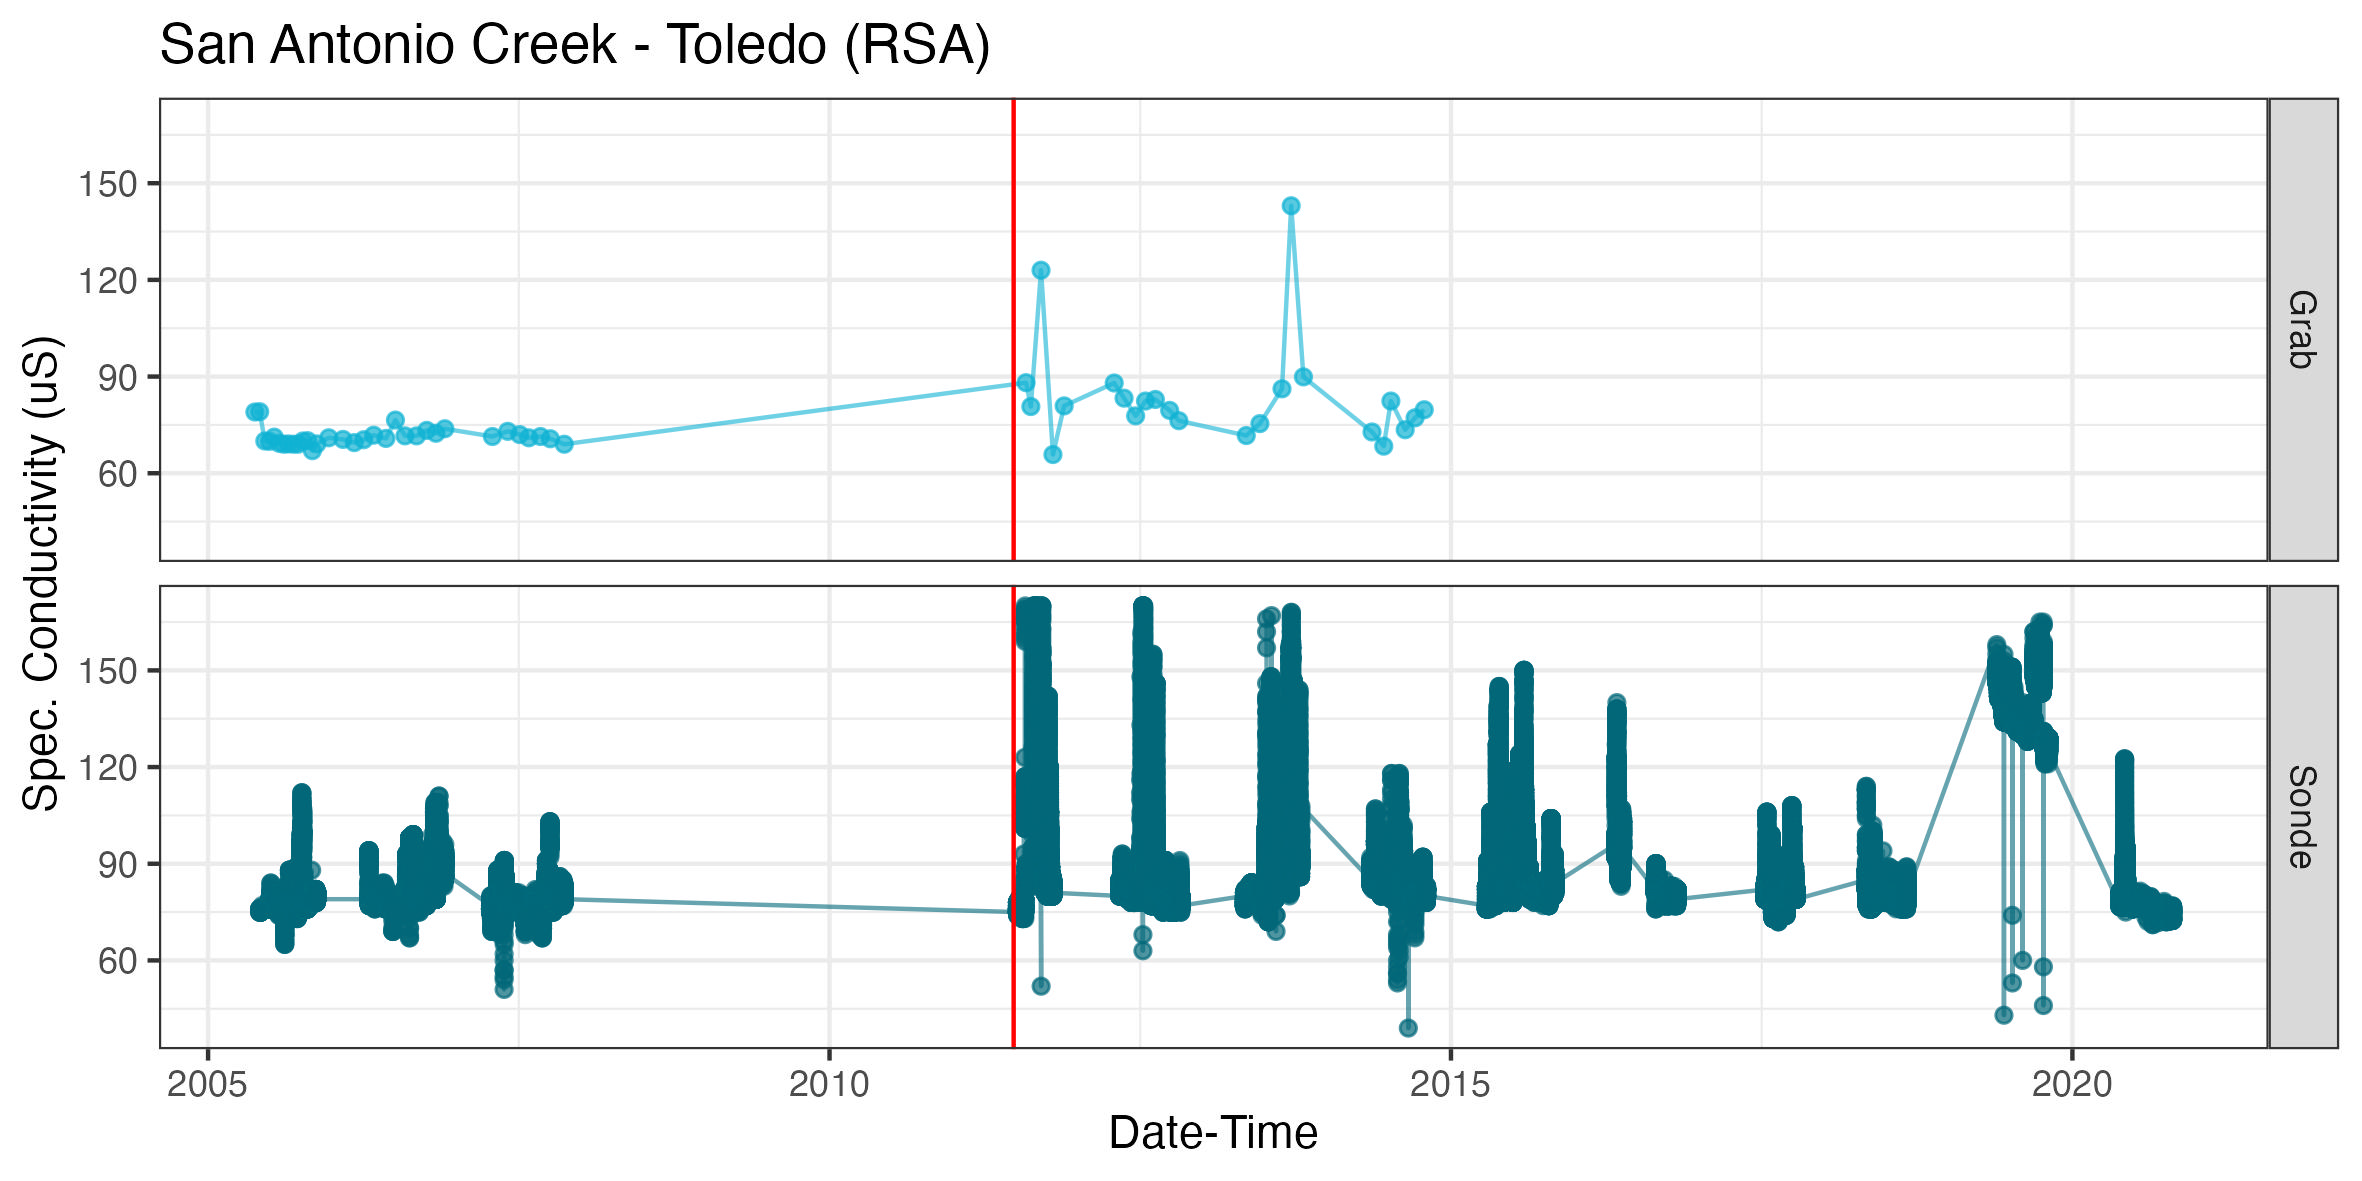 San Antonio Creek - Toledo (RSA)
150
120
90
60
Grab
Spec. Conductivity (uS)
150
120
90
60
Sonde
2005
2010
2015
2020
Date-Time